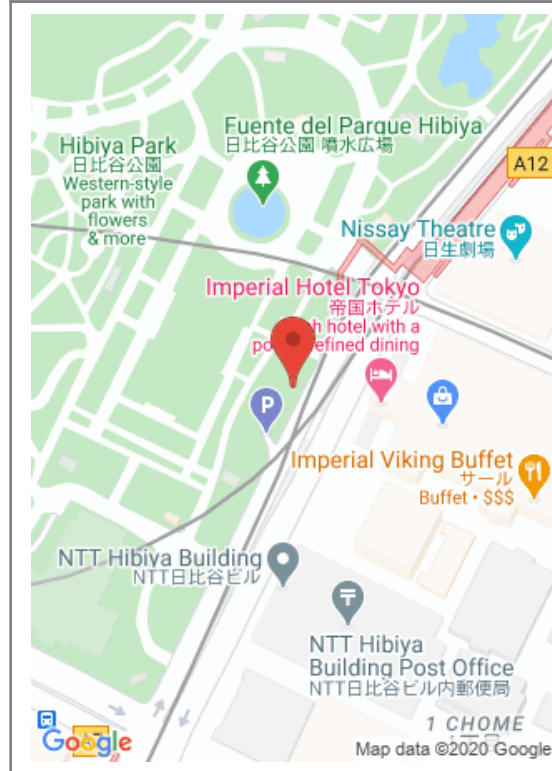 Fuente del Parque Hibiya
日比谷公園 噴水広場
Hibiya Park
日比谷公園
Western-style
park with
flowers
& more
A12
Nissay Theatre
日生劇場
Imperial Hotel Tokyo
帝国ホテル
hotel with a
refined dining
P
Imperial Viking Buffet
サール
Buffet • $$$
NTT Hibiya Building
NTT日比谷ビル
NTT Hibiya
Building Post Office
NTT日比谷ビル内郵便局
1 CHOME
Google
Map data ©2020 Google